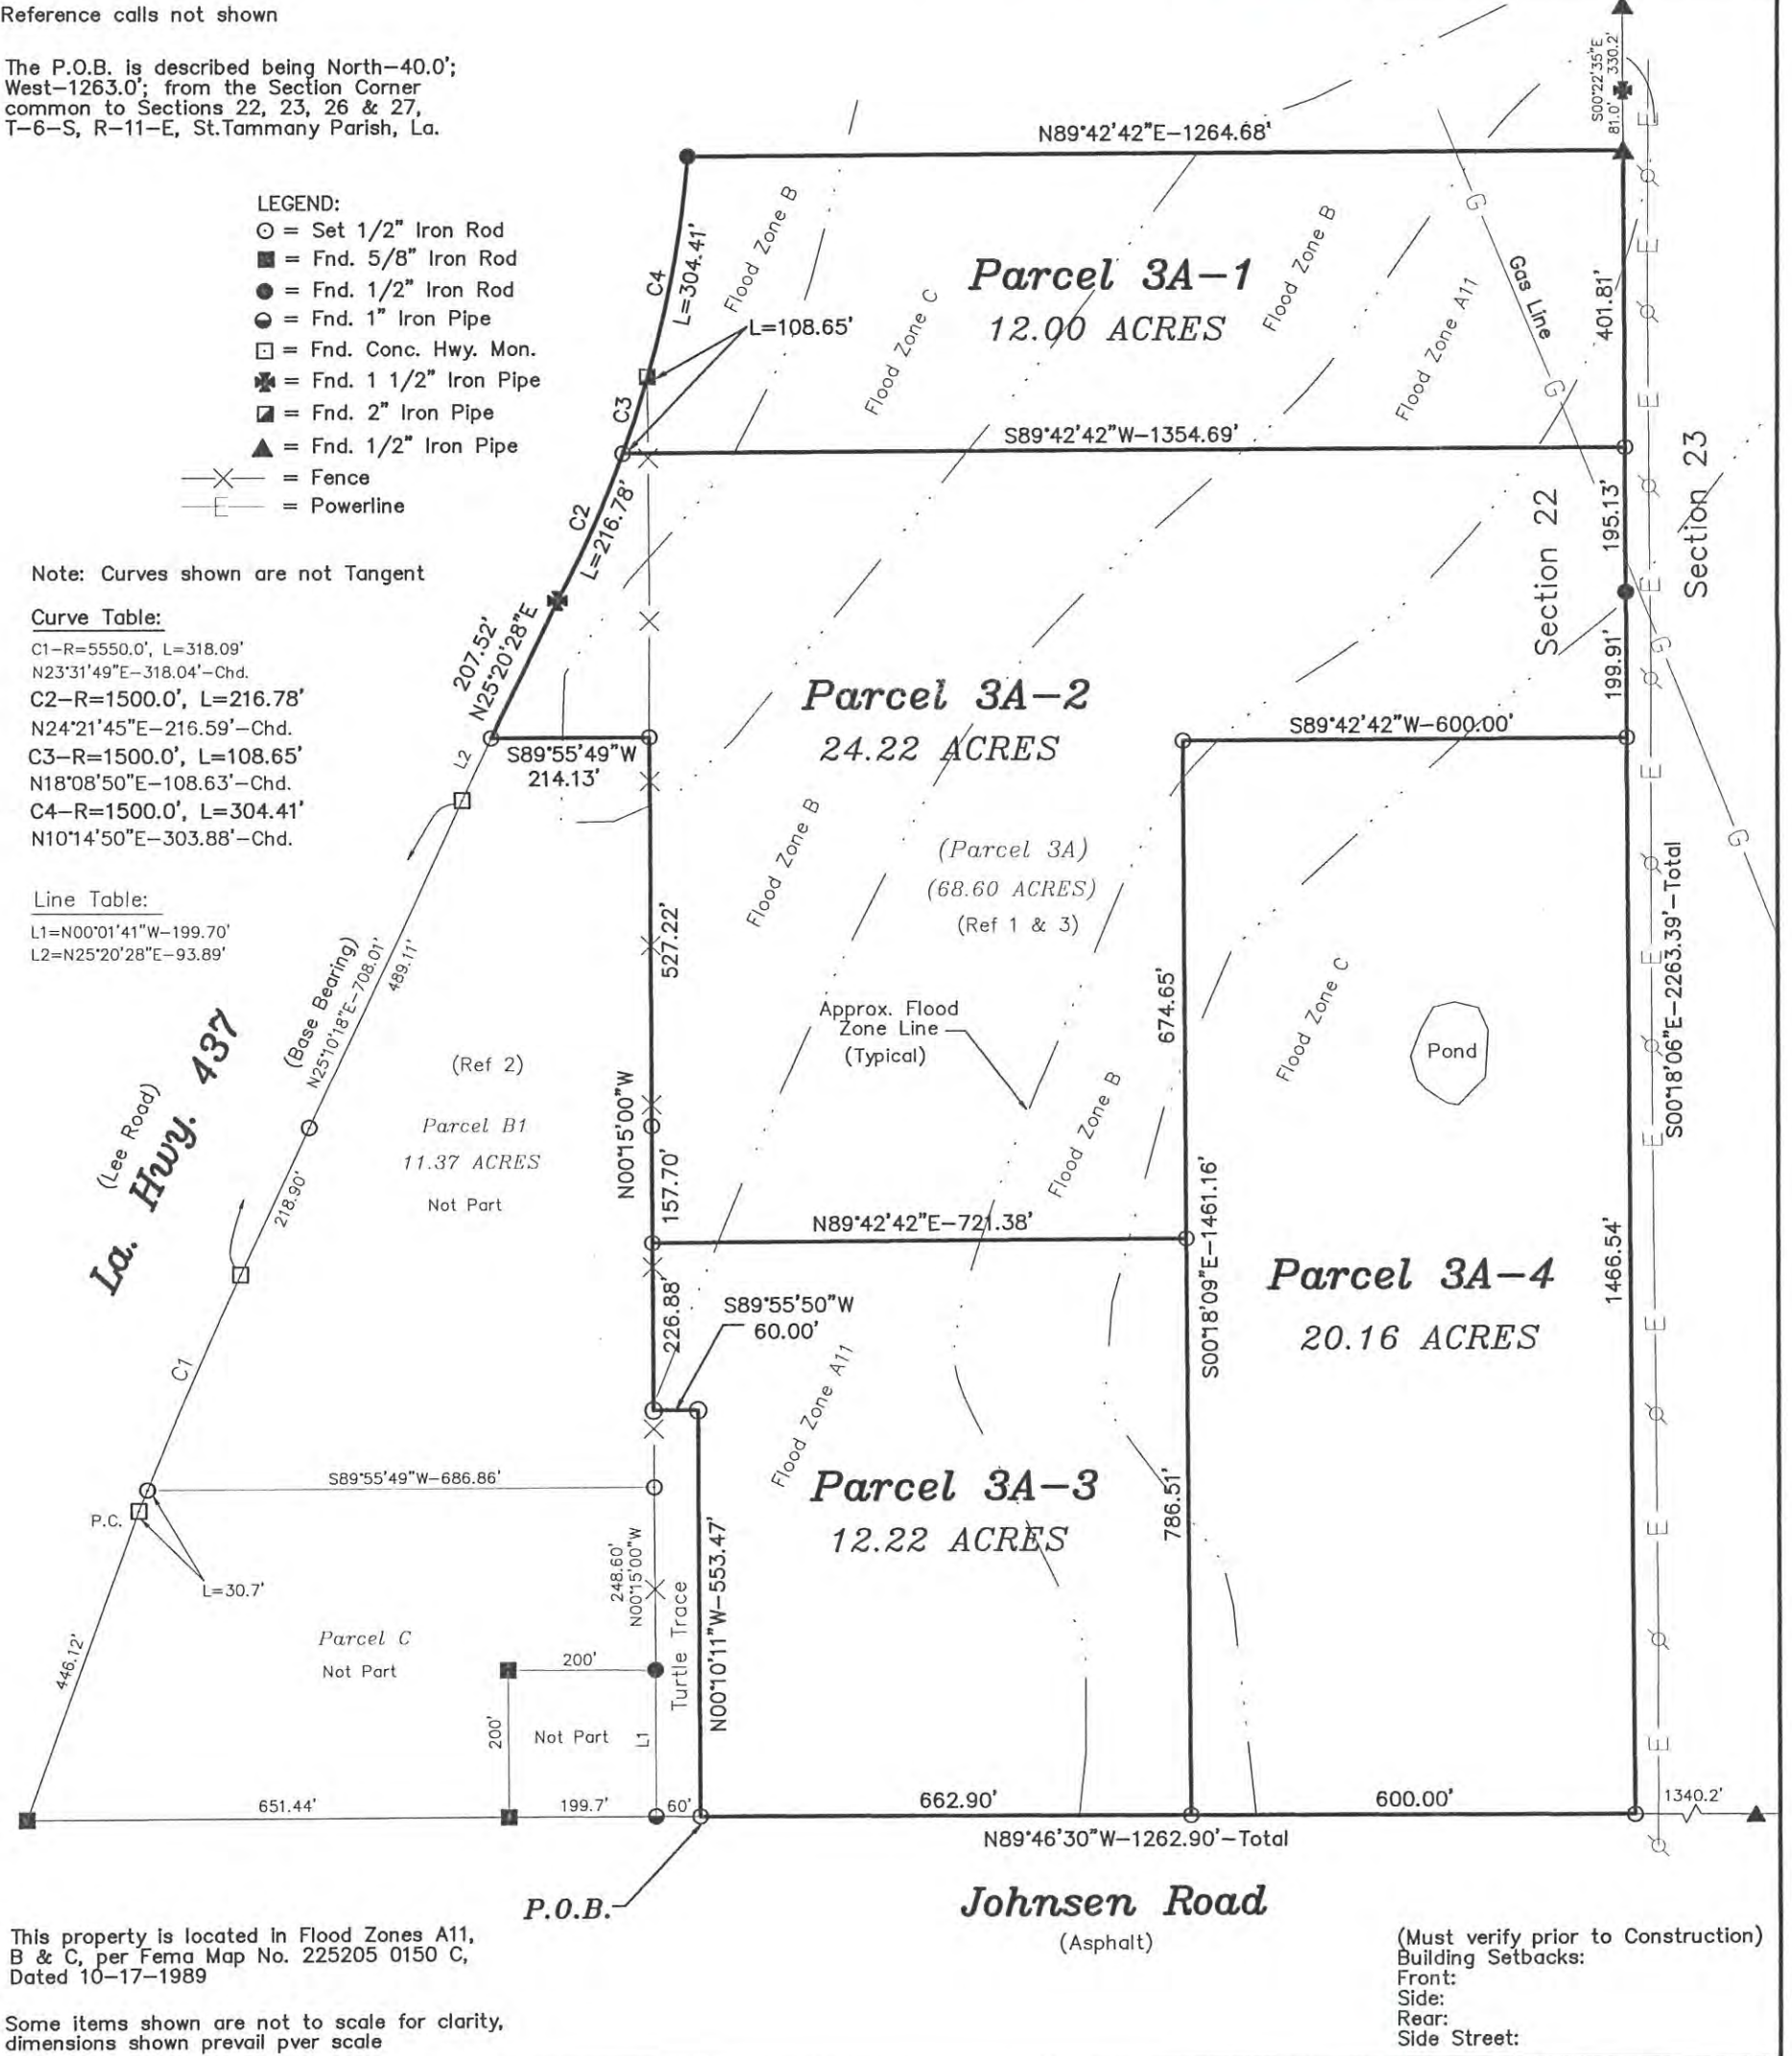 Reference calls not shown
The P.O.B. is described being North-40.0';
West-1263.0'; from the Section Corner
common to Sections 22, 23, 26 & 27,
T-6-S, R-11-E, St.Tammany Parish, La.
LEGEND:
= Set 1/2" Iron Rod
= Fnd. 5/8" Iron Rod
= Fnd. 1/2" Iron Rod
= Fnd. 1" Iron Pipe
= Fnd. Conc. Hwy. Mon.
= Fnd. 1 1/2" Iron Pipe
= Fnd. 2" Iron Pipe
= Fnd. 1/2" Iron Pipe
= Fence
E = Powerline
Note: Curves shown are not Tangent
Curve Table:
C1-R=5550.0', L=318.09'
N23°31'49"E-318.04'-Chd.
C2-R=1500.0', L=216.78'
N24°21'45"E-216.59'-Chd.
C3-R=1500.0', L=108.65'
N18°08'50"E-108.63'-Chd.
C4-R=1500.0', L=304.41'
N10°14'50"E-303.88'-Chd.
Line Table:
L1=N00°01'41"W-199.70'
L2=N25°20'28"E-93.89'
S00°22'35"E
330.2'
81.0'
N89°42'42"E-1264.68'
C4
L=304.41'
Flood Zone B
L=108.65'
C3
Flood Zone C
Parcel 3A-1
12.00 ACRES
Flood Zone B
Flood Zone A11
Gas Line
G
G
401.81'
S89°42'42"W-1354.69'
C2
L=216.78'
207.52'
N25°20'28"E
Section 22
Section 23
195.13'
199.91'
G
G
Parcel 3A-2
24.22 ACRES
S89°42'42"W-600.00'
S89°55'49"W
214.13'
L2
Flood Zone B
(Parcel 3A)
(68.60 ACRES)
(Ref 1 & 3)
527.22'
Approx. Flood
Zone Line
(Typical)
674.65'
Flood Zone C
Pond
S00°18'06"E-2263.39'-Total
(Base Bearing)
N25°10'18"E-708.01'
489.11'
La. Hwy. 437
(Lee Road)
(Ref 2)
Parcel B1
11.37 ACRES
Not Part
218.90'
N00°15'00"W
157.70'
Flood Zone B
N89°42'42"E-721.38'
S00°18'09"E-1461.16'
Parcel 3A-4
20.16 ACRES
1466.54'
226.88'
S89°55'50"W
60.00'
Flood Zone A11
C1
S89°55'49"W-686.86'
P.C.
L=30.7'
Parcel 3A-3
12.22 ACRES
786.51'
248.60'
N00°15'00"W
Turtle Trace
N00°10'11"W-553.47'
446.12'
Parcel C
Not Part
200'
200'
Not Part
L1
651.44'
199.7'
60'
662.90'
600.00'
1340.2'
N89°46'30"W-1262.90'-Total
P.O.B.
Johnsen Road
(Asphalt)
E
E
E
E
E
E
E
E
E
E
E
E
E
This property is located in Flood Zones A11,
B & C, per Fema Map No. 225205 0150 C,
Dated 10-17-1989
Some items shown are not to scale for clarity,
dimensions shown prevail pver scale
(Must verify prior to Construction)
Building Setbacks:
Front:
Side:
Rear:
Side Street: